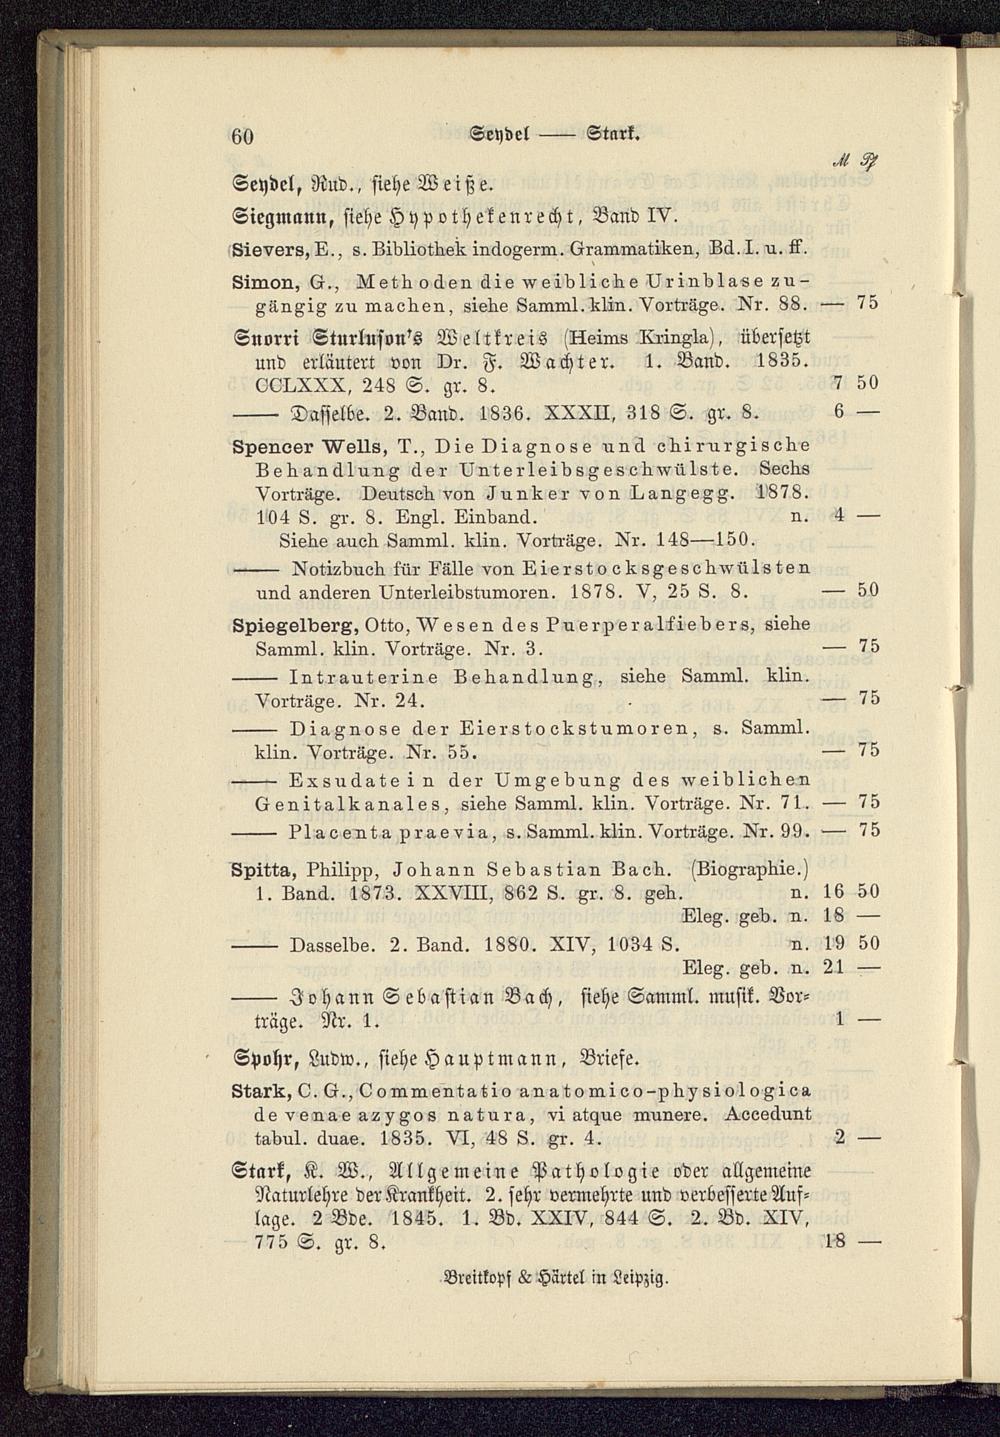 60 Seydel —— Stark.
M Pf
Seydel, Rud., siehe Weiße.
Siegmann, siehe Hypothekenrecht, Band IV.
Sievers, E., s. Bibliothek indogerm. Grammatiken, Bd. I. u. ff.
Simon, G., Methoden die weibliche Urinblase zu-
gängig zu machen, siehe Samml. klin. Vorträge. Nr. 88. — 75
Snorri Sturluson's Weltkreis (Heims Kringla), übersetzt
und erläutert von Dr. F. Wachter. 1. Band. 1835.
CCLXXX, 248 S. gr. 8. 7 50
—— Dasselbe. 2. Band. 1836. XXXII, 318 S. gr. 8. 6 —
Spencer Wells, T., Die Diagnose und chirurgische
Behandlung der Unterleibsgeschwülste. Sechs
Vorträge. Deutsch von Junker von Langegg. 1878.
104 S. gr. 8. Engl. Einband. n. 4 —
Siehe auch Samml. klin. Vorträge. Nr. 148—150.
—— Notizbuch für Fälle von Eierstocksgeschwülsten
und anderen Unterleibstumoren. 1878. V, 25 S. 8. — 50
Spiegelberg, Otto, Wesen des Puerperalfiebers, siehe
Samml. klin. Vorträge. Nr. 3. — 75
—— Intrauterine Behandlung, siehe Samml. klin.
Vorträge. Nr. 24. — 75
—— Diagnose der Eierstockstumoren, s. Samml.
klin. Vorträge. Nr. 55. — 75
—— Exsudate in der Umgebung des weiblichen
Genitalkanales, siehe Samml. klin. Vorträge. Nr. 71. — 75
—— Placenta praevia, s. Samml. klin. Vorträge. Nr. 99. — 75
Spitta, Philipp, Johann Sebastian Bach. (Biographie.)
1. Band. 1873. XXVIII, 862 S. gr. 8. geh. n. 16 50
Eleg. geb. n. 18 —
—— Dasselbe. 2. Band. 1880. XIV, 1034 S. n. 19 50
Eleg. geb. n. 21 —
—— Johann Sebastian Bach, siehe Samml. musik. Vor-
träge. Nr. 1. 1 —
Spohr, Ludw., siehe Hauptmann, Briefe.
Stark, C. G., Commentatio anatomico-physiologica
de venae azygos natura, vi atque munere. Accedunt
tabul. duae. 1835. VI, 48 S. gr. 4. 2 —
Stark, K. W., Allgemeine Pathologie oder allgemeine
Naturlehre der Krankheit. 2. sehr vermehrte und verbesserte Auf-
lage. 2 Bde. 1845. 1. Bd. XXIV, 844 S. 2. Bd. XIV,
775 S. gr. 8. 18 —
Breitkopf & Härtel in Leipzig.